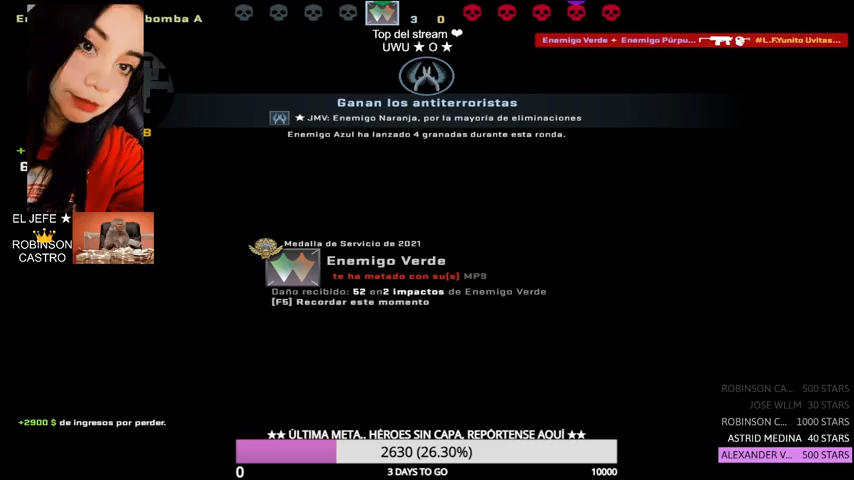 bomba A
3 0
Top del stream ❤
UWU ★ O ★
Enemigo Verde + Enemigo Púrpu... #L.F.Yunito Uvitas...
Ganan los antiterroristas
★ JMV: Enemigo Naranja, por la mayoría de eliminaciones
Enemigo Azul ha lanzado 4 granadas durante esta ronda.
B
EL JEFE ★
ROBINSON
CASTRO
Medalla de Servicio de 2021
Enemigo Verde
te ha matado con su[s] MP9
Daño recibido: 52 en 2 impactos de Enemigo Verde
[F5] Recordar este momento
ROBINSON CA... 500 STARS
JOSE WLLM 30 STARS
ROBINSON C... 1000 STARS
ASTRID MEDINA 40 STARS
ALEXANDER V... 500 STARS
+2900 $ de ingresos por perder.
★★ ÚLTIMA META.. HÉROES SIN CAPA, REPÓRTENSE AQUÍ ★★
2630 (26.30%)
0 3 DAYS TO GO 10000